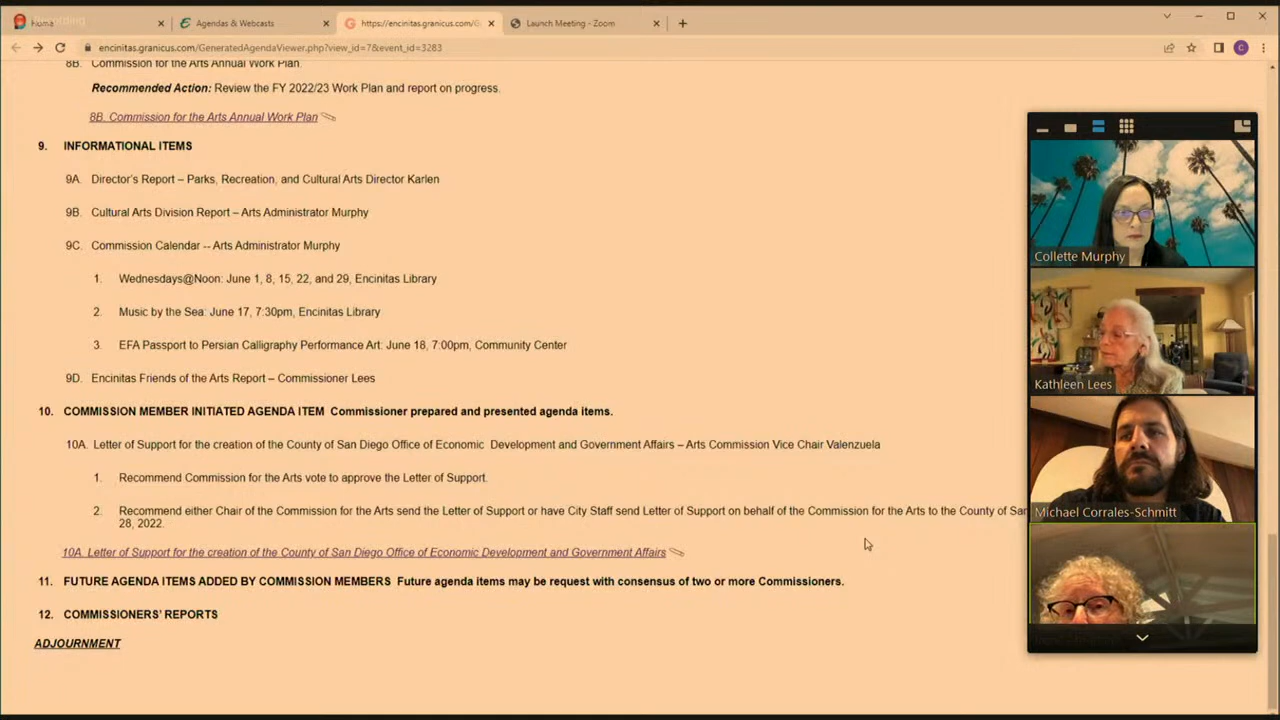 Recording
Home
Agendas & Webcasts
https://encinitas.granicus.com/G
Launch Meeting - Zoom
encinitas.granicus.com/GeneratedAgendaViewer.php?view_id=7&event_id=3283
C
8B. Commission for the Arts Annual Work Plan.
Recommended Action: Review the FY 2022/23 Work Plan and report on progress.
8B. Commission for the Arts Annual Work Plan
9. INFORMATIONAL ITEMS
9A. Director's Report – Parks, Recreation, and Cultural Arts Director Karlen
9B. Cultural Arts Division Report – Arts Administrator Murphy
9C. Commission Calendar -- Arts Administrator Murphy
1. Wednesdays@Noon: June 1, 8, 15, 22, and 29, Encinitas Library
2. Music by the Sea: June 17, 7:30pm, Encinitas Library
3. EFA Passport to Persian Calligraphy Performance Art: June 18, 7:00pm, Community Center
9D. Encinitas Friends of the Arts Report – Commissioner Lees
10. COMMISSION MEMBER INITIATED AGENDA ITEM Commissioner prepared and presented agenda items.
10A. Letter of Support for the creation of the County of San Diego Office of Economic Development and Government Affairs – Arts Commission Vice Chair Valenzuela
1. Recommend Commission for the Arts vote to approve the Letter of Support.
2. Recommend either Chair of the Commission for the Arts send the Letter of Support or have City Staff send Letter of Support on behalf of the Commission for the Arts to the County of San
28, 2022.
10A. Letter of Support for the creation of the County of San Diego Office of Economic Development and Government Affairs
11. FUTURE AGENDA ITEMS ADDED BY COMMISSION MEMBERS Future agenda items may be request with consensus of two or more Commissioners.
12. COMMISSIONERS' REPORTS
ADJOURNMENT
Collette Murphy
Kathleen Lees
Michael Corrales-Schmitt